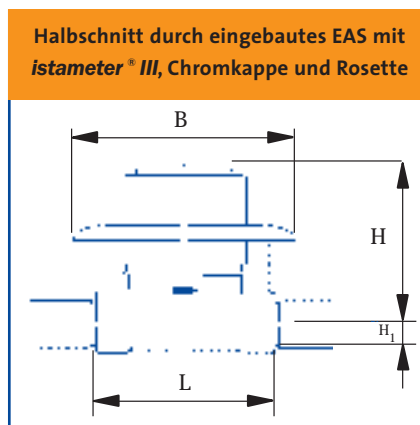 Halbschnitt durch eingebautes EAS mit
istameter ® III, Chromkappe und Rosette
B
H
H1
L